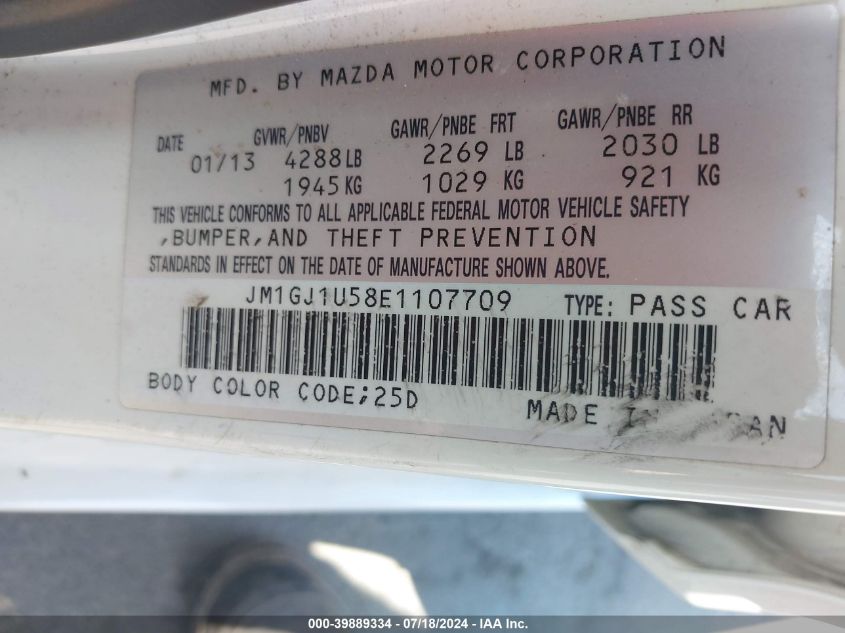 MFD. BY MAZDA MOTOR CORPORATION
DATE GVWR/PNBV GAWR/PNBE FRT GAWR/PNBE RR
01/13 4288 LB 2269 LB 2030 LB
1945 KG 1029 KG 921 KG
THIS VEHICLE CONFORMS TO ALL APPLICABLE FEDERAL MOTOR VEHICLE SAFETY
,BUMPER,AND THEFT PREVENTION
STANDARDS IN EFFECT ON THE DATE OF MANUFACTURE SHOWN ABOVE.
JM1GJ1U58E1107709 TYPE: PASS CAR
BODY COLOR CODE;25D
MADE
000-39889334 - 07/18/2024 - IAA Inc.